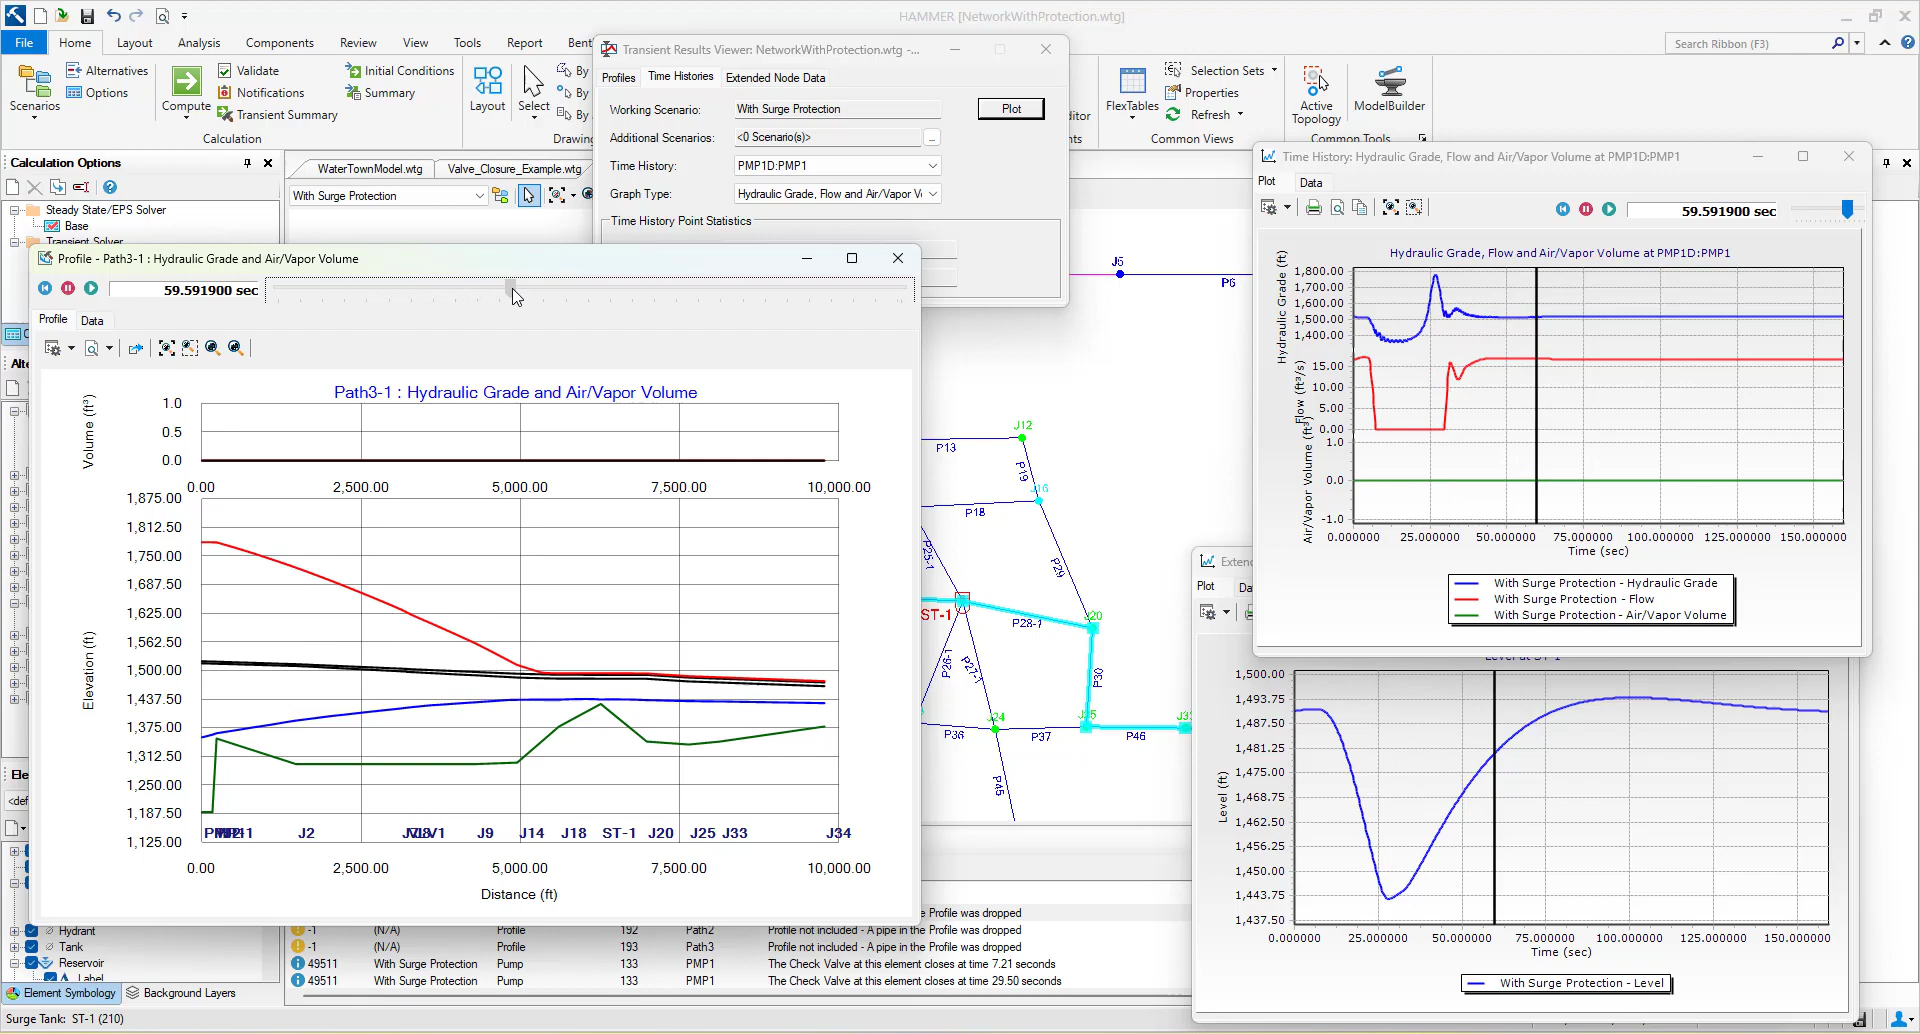 HAMMER [NetworkWithProtection.wtg]
File Home Layout Analysis Components Review View Tools Report
Search Ribbon (F3)
Scenarios
Alternatives
Options
Compute
Validate
Notifications
Transient Summary
Initial Conditions
Summary
Calculation
Layout
Select
By
By
By
FlexTables
Selection Sets
Properties
Refresh
Common Views
Active
Topology
ModelBuilder
Common Tools
Transient Results Viewer: NetworkWithProtection.wtg -...
Profiles Time Histories Extended Node Data
Working Scenario: With Surge Protection
Plot
Additional Scenarios: <0 Scenario(s)>
...
Time History: PMP1D:PMP1
Graph Type: Hydraulic Grade, Flow and Air/Vapor V
Time History Point Statistics
Calculation Options
Steady State/EPS Solver
Base
Transient Solver
WaterTownModel.wtg
Valve_Closure_Example.wtg
With Surge Protection
Profile - Path3-1 : Hydraulic Grade and Air/Vapor Volume
59.591900 sec
Profile Data
Path3-1 : Hydraulic Grade and Air/Vapor Volume
Volume (ft³)
1.0
0.5
0.0
0.00 2,500.00 5,000.00 7,500.00 10,000.00
Elevation (ft)
1,875.00
1,812.50
1,750.00
1,687.50
1,625.00
1,562.50
1,500.00
1,437.50
1,375.00
1,312.50
1,250.00
1,187.50
1,125.00
J2 J9 J14 J18 ST-1 J20 J25 J33 J34
0.00 2,500.00 5,000.00 7,500.00 10,000.00
Distance (ft)
J5
P6
J12
P13
P19
J16
P18
P25-1
P29
ST-1
P28-1
J20
P26-1
P27-1
P30
J24
P36
P37
P46
P45
Time History: Hydraulic Grade, Flow and Air/Vapor Volume at PMP1D:PMP1
Plot Data
59.591900 sec
Hydraulic Grade, Flow and Air/Vapor Volume at PMP1D:PMP1
Hydraulic Grade (ft)
1,800.00
1,700.00
1,600.00
1,500.00
1,400.00
Flow (ft³/s)
15.00
10.00
5.00
0.00
Air/Vapor Volume (ft³)
1.0
0.0
-1.0
0.000000 25.000000 50.000000 75.000000 100.000000 125.000000 150.000000
Time (sec)
With Surge Protection - Hydraulic Grade
With Surge Protection - Flow
With Surge Protection - Air/Vapor Volume
Plot
Level (ft)
1,500.00
1,493.75
1,487.50
1,481.25
1,475.00
1,468.75
1,462.50
1,456.25
1,450.00
1,443.75
1,437.50
0.000000 25.000000 50.000000 75.000000 100.000000 125.000000 150.000000
Time (sec)
With Surge Protection - Level
e Profile was dropped
-1 (N/A) Profile 192 Path2 Profile not included - A pipe in the Profile was dropped
-1 (N/A) Profile 193 Path3 Profile not included - A pipe in the Profile was dropped
49511 With Surge Protection Pump 133 PMP1 The Check Valve at this element closes at time 7.21 seconds
49511 With Surge Protection Pump 133 PMP1 The Check Valve at this element closes at time 29.50 seconds
Hydrant
Tank
Reservoir
Label
Element Symbology Background Layers
Surge Tank: ST-1 (210)